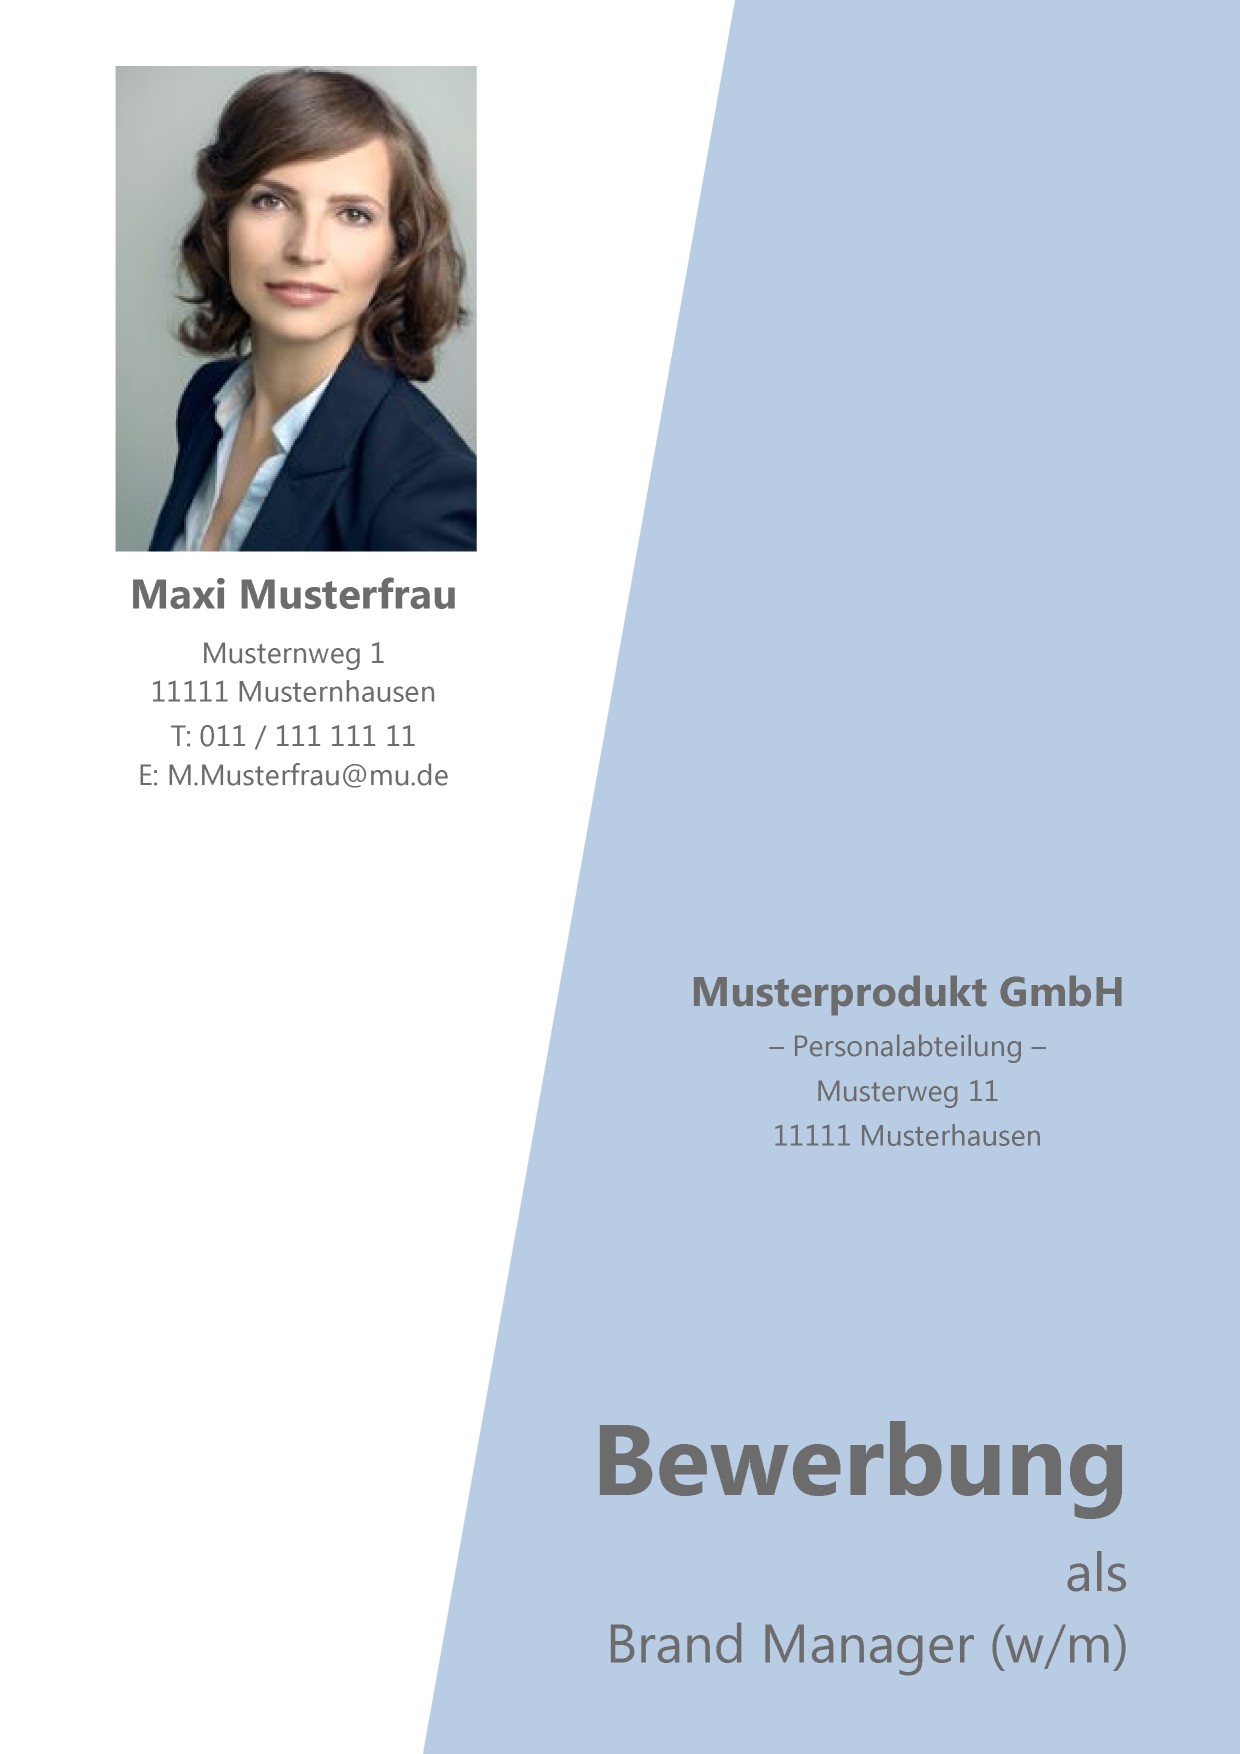 Maxi Musterfrau
Musternweg 1
11111 Musternhausen
T: 011 / 111 111 11
E: M.Musterfrau@mu.de
Musterprodukt GmbH
– Personalabteilung –
Musterweg 11
11111 Musterhausen
Bewerbung
als
Brand Manager (w/m)